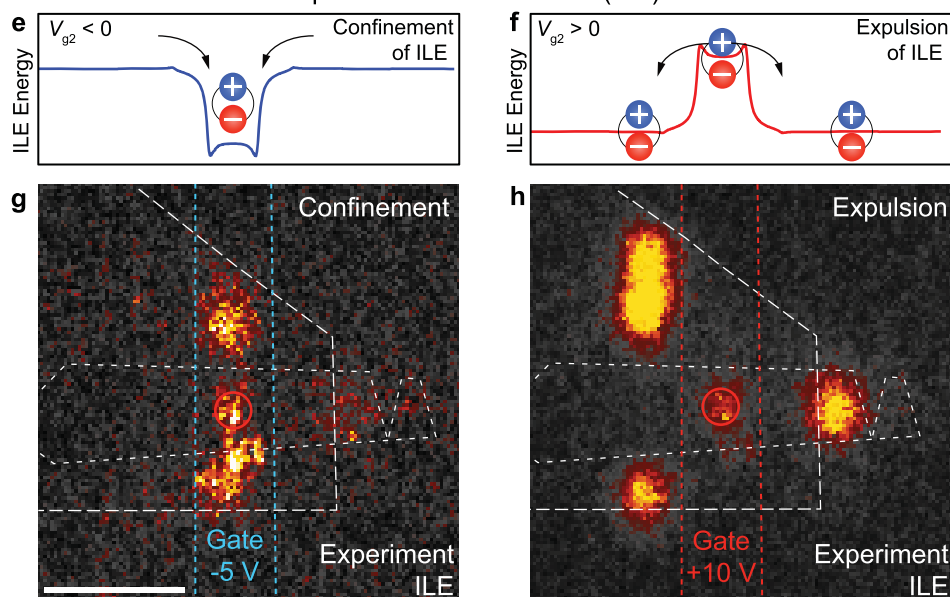 e
V_g2 < 0
Confinement
of ILE
ILE Energy
+
−
f
V_g2 > 0
Expulsion
of ILE
ILE Energy
+
−
+
−
+
−
g
Confinement
Gate
-5 V
Experiment
ILE
h
Expulsion
Gate
+10 V
Experiment
ILE